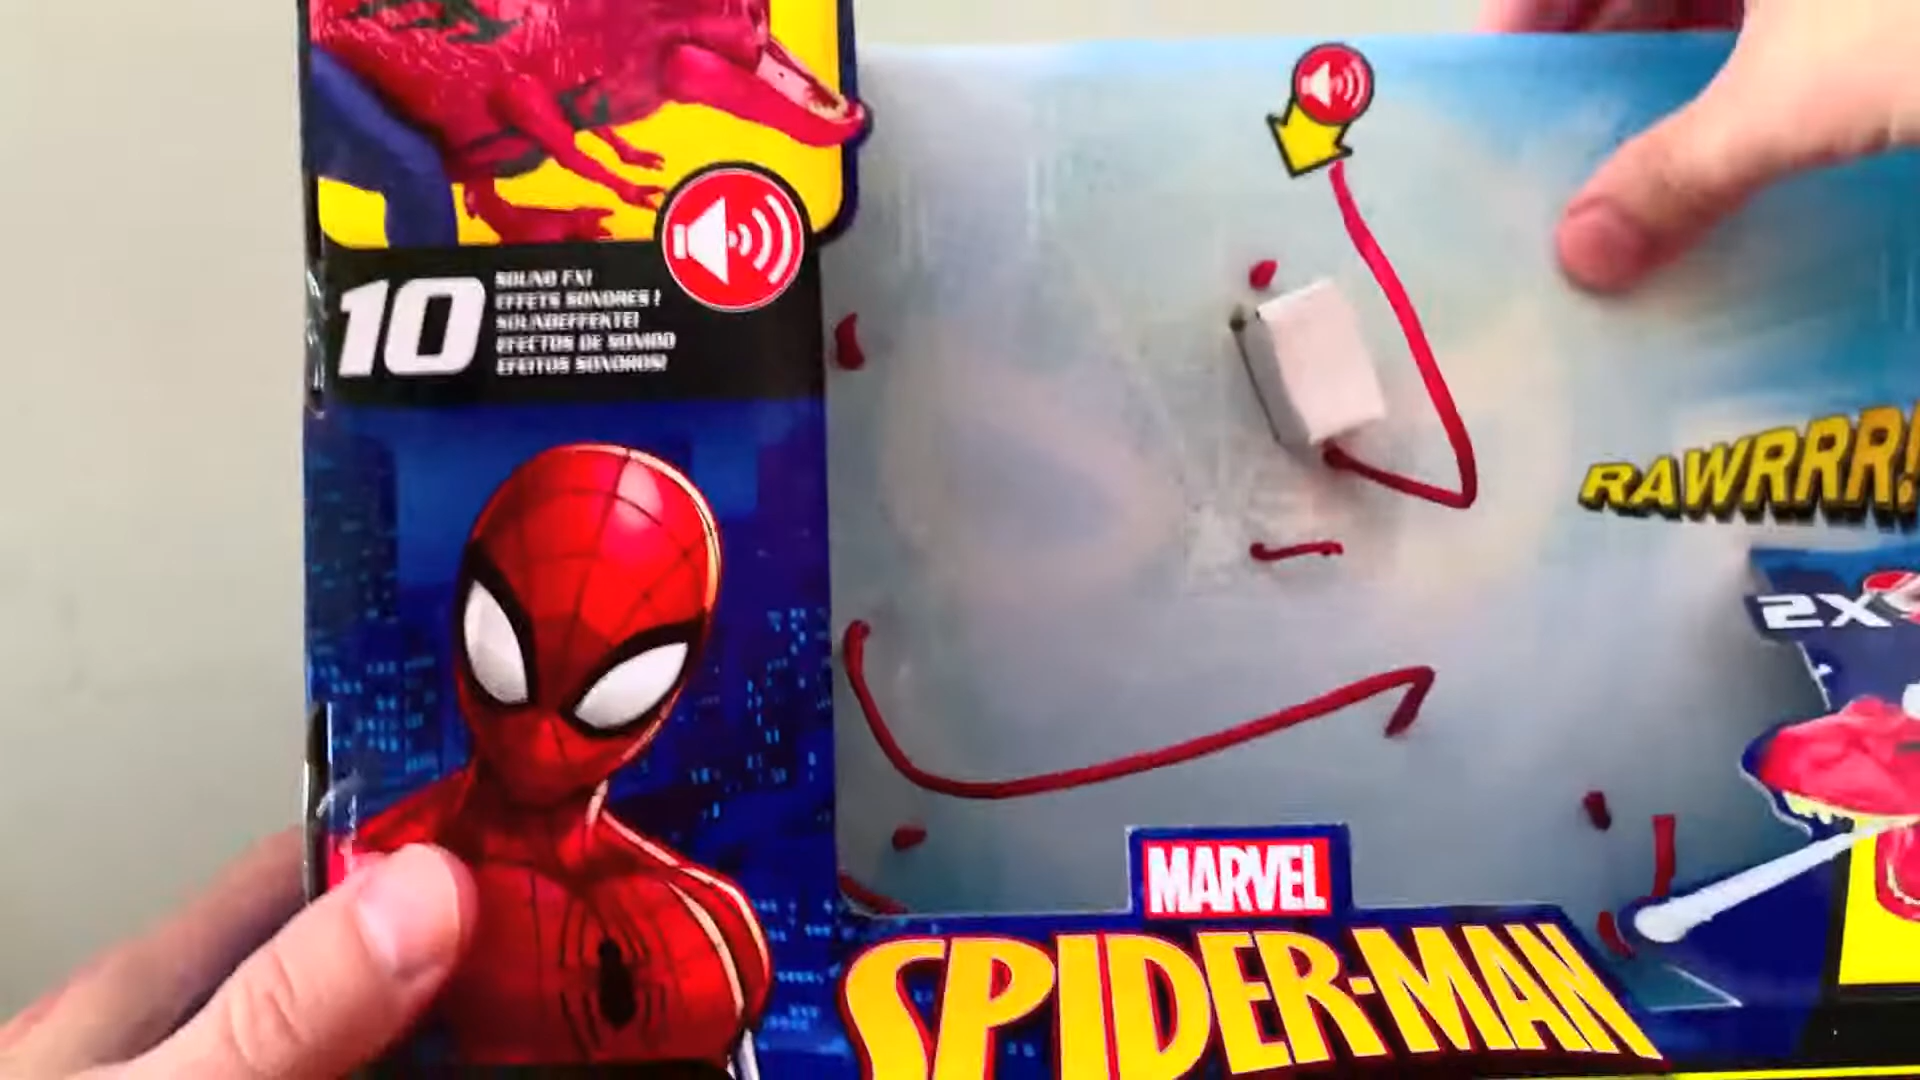 10
SOUND FX!
EFFETS SONORES !
SOUNDEFFEKTE!
EFECTOS DE SONIDO
EFEITOS SONOROS!
RAWRRR!
2X
MARVEL
SPIDER-MAN